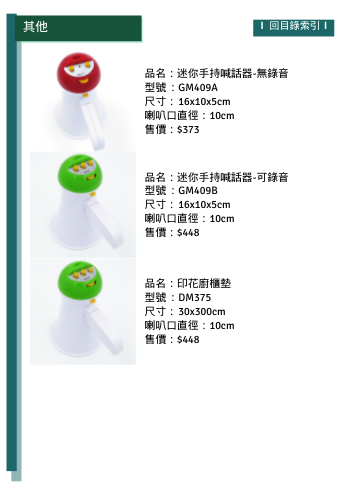 其他
I 回目錄索引 I
品名：迷你手持喊話器-無錄音
型號：GM409A
尺寸：16x10x5cm
喇叭口直徑：10cm
售價：$373
品名：迷你手持喊話器-可錄音
型號：GM409B
尺寸：16x10x5cm
喇叭口直徑：10cm
售價：$448
品名：印花廚櫃墊
型號：DM375
尺寸：30x300cm
喇叭口直徑：10cm
售價：$448